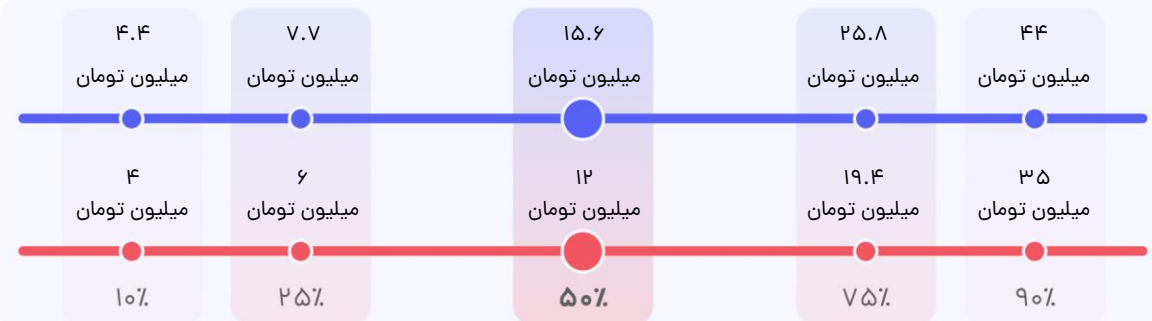 ۴.۴ ۷.۷ ۱۵.۶ ۲۵.۸ ۴۴
میلیون تومان میلیون تومان میلیون تومان میلیون تومان میلیون تومان
۴ ۶ ۱۲ ۱۹.۴ ۳۵
میلیون تومان میلیون تومان میلیون تومان میلیون تومان میلیون تومان
۱۰٪ ۲۵٪ ۵۰٪ ۷۵٪ ۹۰٪